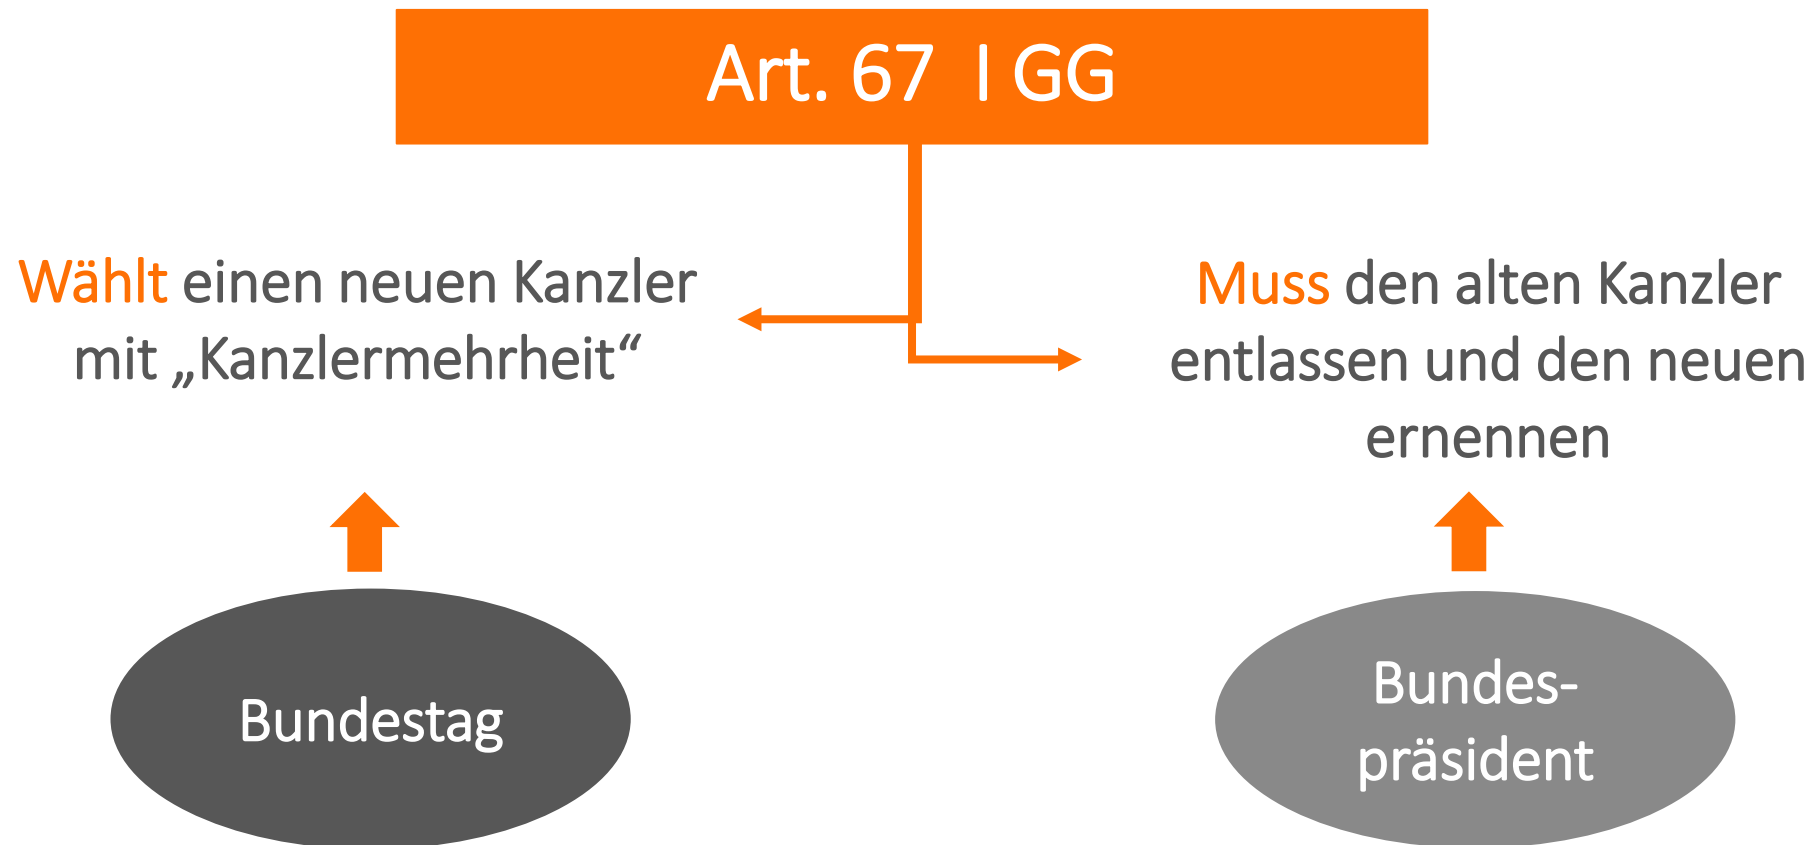 Art. 67 I GG
Wählt einen neuen Kanzler
mit „Kanzlermehrheit“
Muss den alten Kanzler
entlassen und den neuen
ernennen
Bundestag
Bundes-
präsident